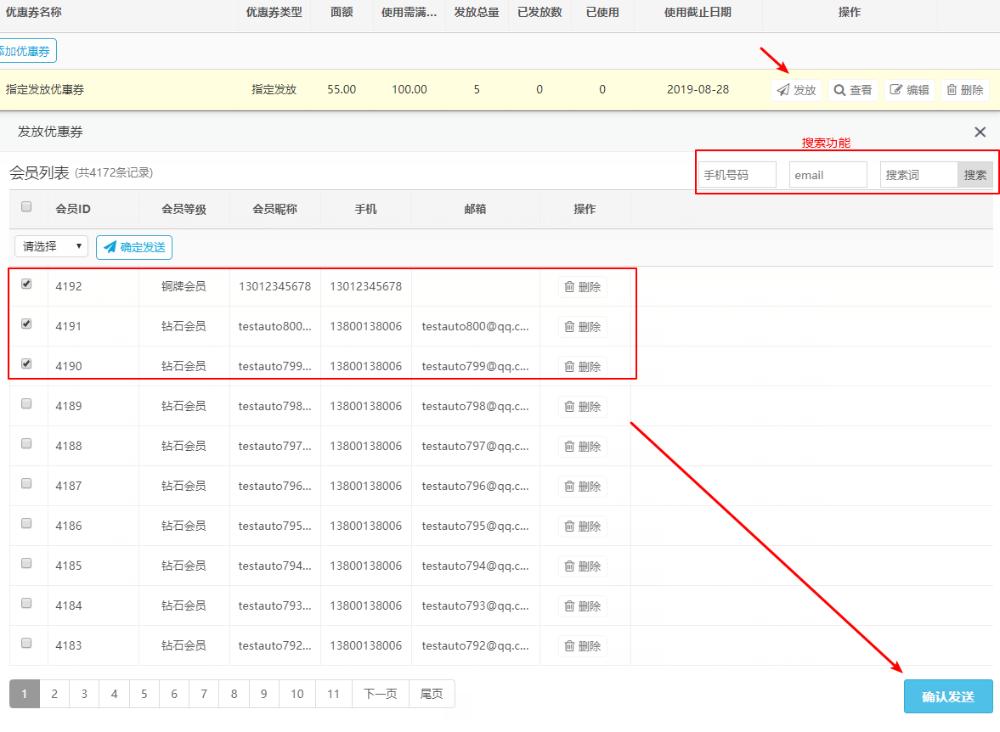 优惠券名称 优惠券类型 面额 使用需满... 发放总量 已发放数 已使用 使用截止日期 操作
添加优惠券
指定发放优惠券 指定发放 55.00 100.00 5 0 0 2019-08-28 发放 查看 编辑 删除
发放优惠券
搜索功能
会员列表 (共4172条记录) 手机号码 email 搜索词 搜索
会员ID 会员等级 会员昵称 手机 邮箱 操作
请选择 确定发送
4192 铜牌会员 13012345678 13012345678 删除
4191 钻石会员 testauto800... 13800138006 testauto800@qq.c... 删除
4190 钻石会员 testauto799... 13800138006 testauto799@qq.c... 删除
4189 钻石会员 testauto798... 13800138006 testauto798@qq.c... 删除
4188 钻石会员 testauto797... 13800138006 testauto797@qq.c... 删除
4187 钻石会员 testauto796... 13800138006 testauto796@qq.c... 删除
4186 钻石会员 testauto795... 13800138006 testauto795@qq.c... 删除
4185 钻石会员 testauto794... 13800138006 testauto794@qq.c... 删除
4184 钻石会员 testauto793... 13800138006 testauto793@qq.c... 删除
4183 钻石会员 testauto792... 13800138006 testauto792@qq.c... 删除
1 2 3 4 5 6 7 8 9 10 11 下一页 尾页 确认发送